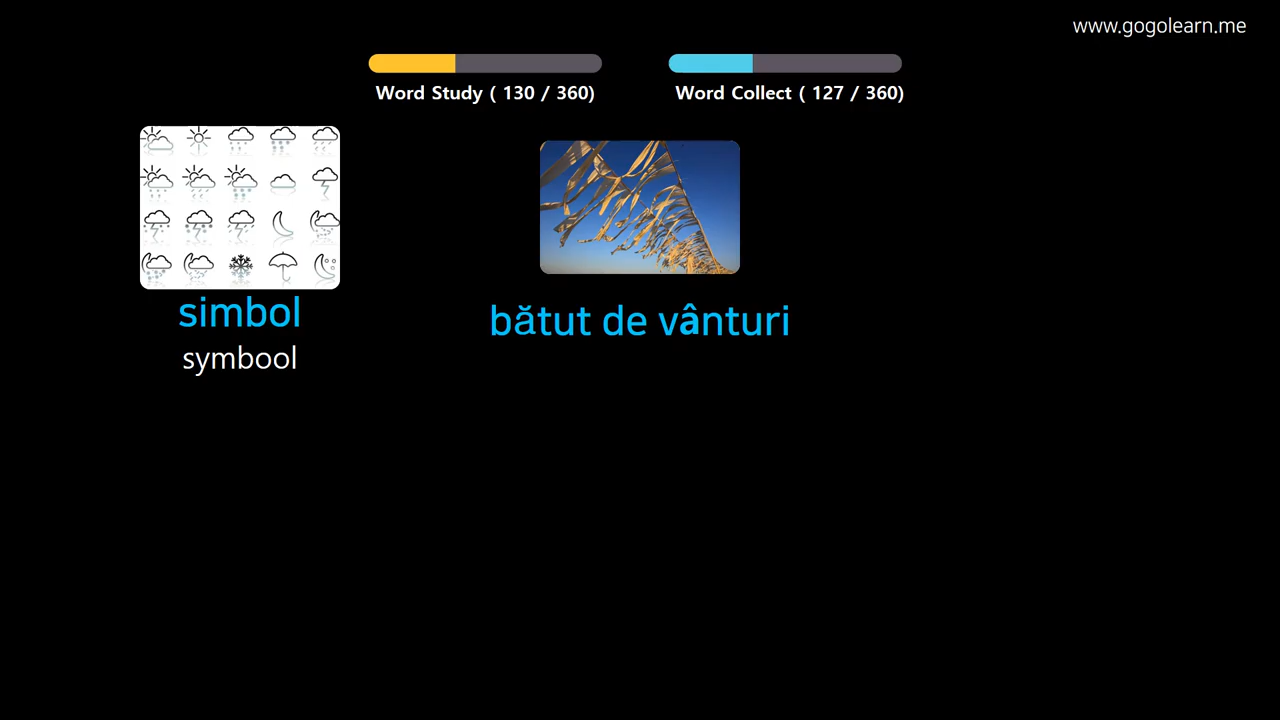 www.gogolearn.me
Word Study ( 130 / 360)
Word Collect ( 127 / 360)
simbol
symbool
bătut de vânturi